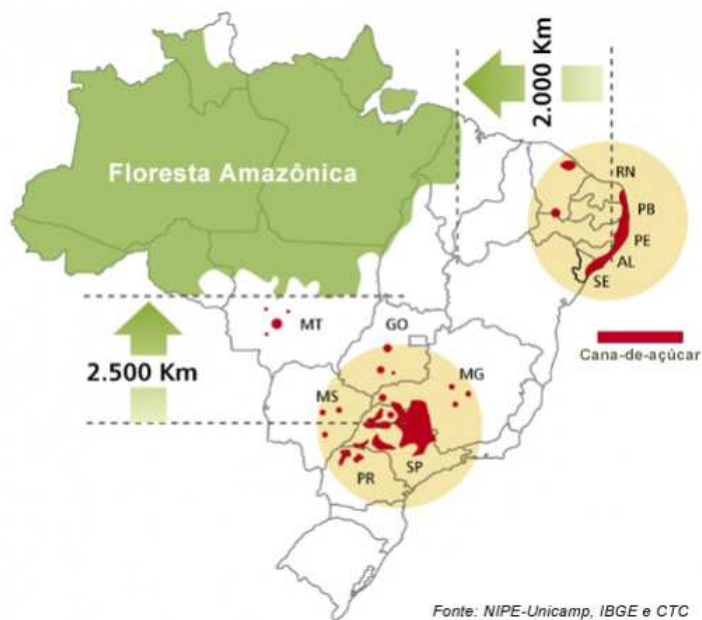 2.000 Km
Floresta Amazônica
RN
PB
PE
AL
SE
Cana-de-açúcar
MT
GO
MG
2.500 Km
MS
SP
PR
Fonte: NIPE-Unicamp, IBGE e CTC